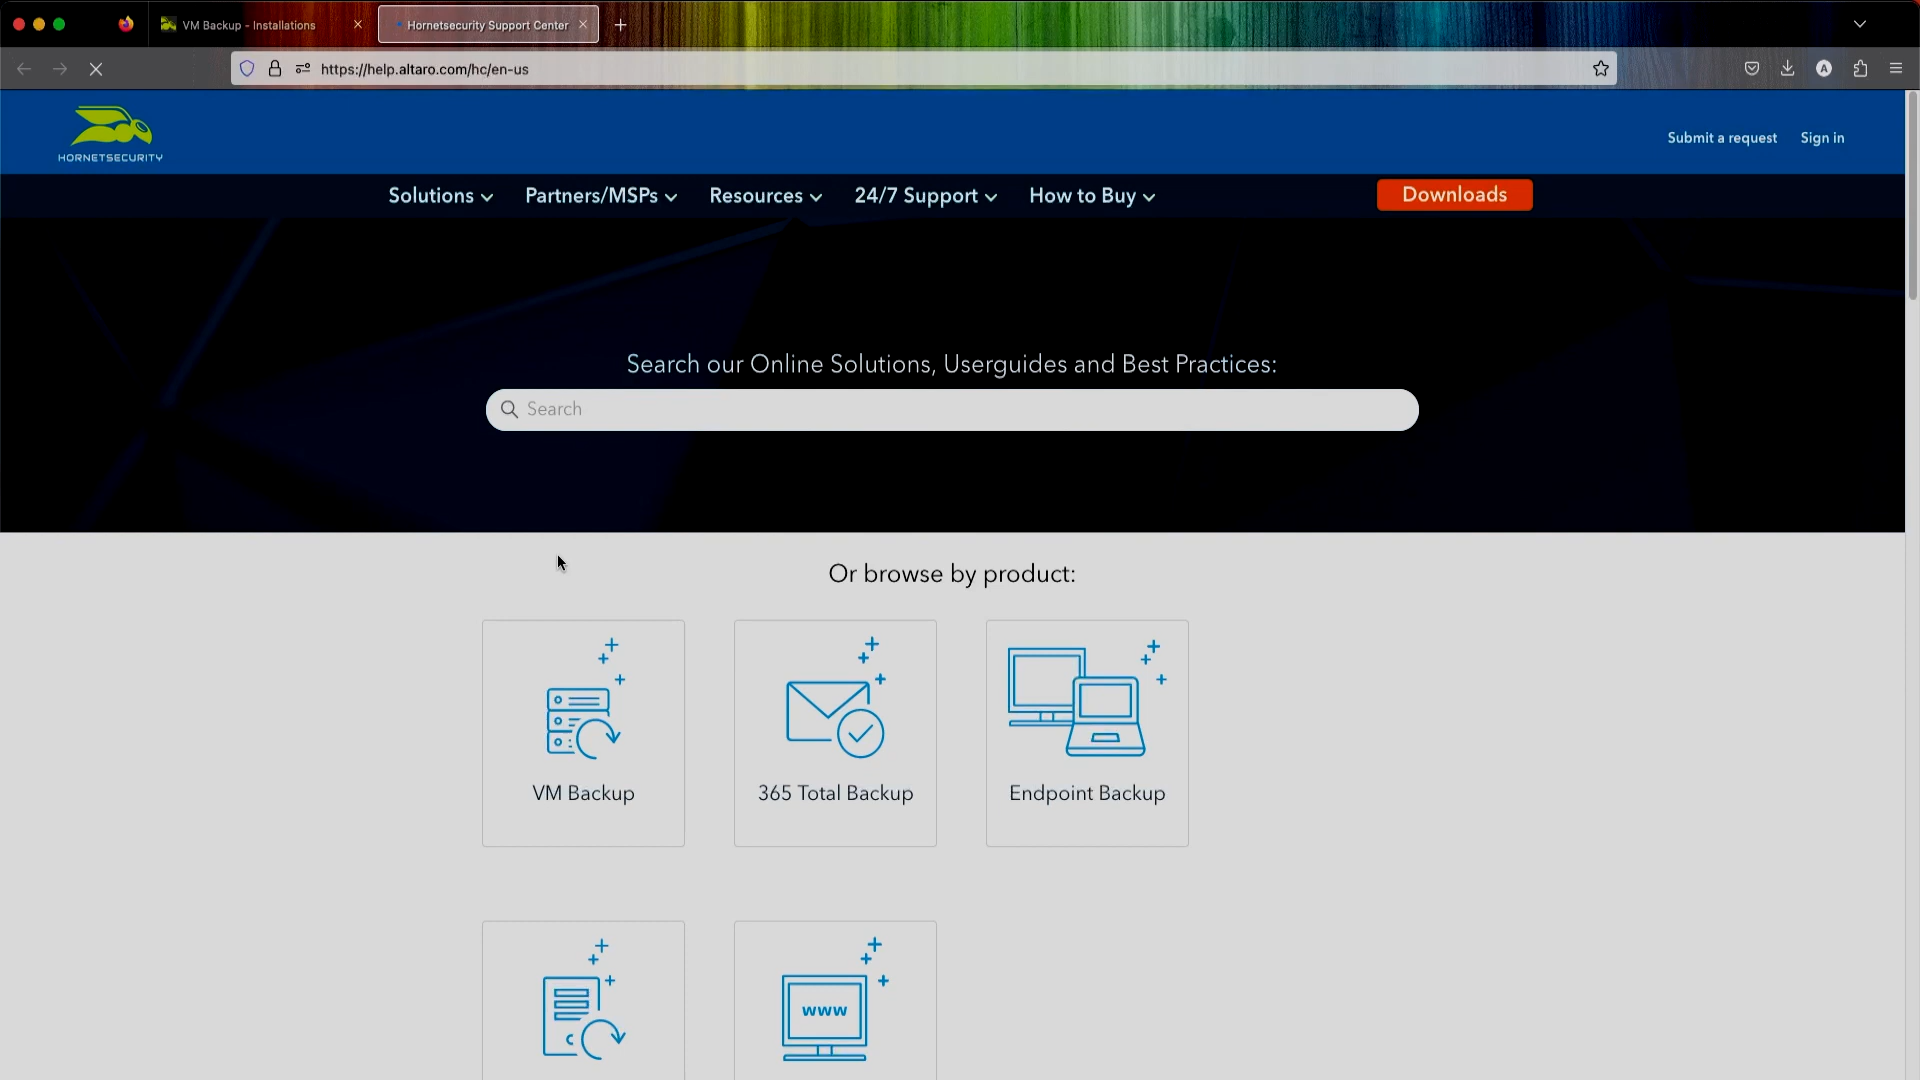 VM Backup - Installations
Hornetsecurity Support Center
https://help.altaro.com/hc/en-us
A
HORNETSECURITY
Submit a request
Sign in
Solutions
Partners/MSPs
Resources
24/7 Support
How to Buy
Downloads
Search our Online Solutions, Userguides and Best Practices:
Search
Or browse by product:
VM Backup
365 Total Backup
Endpoint Backup
www